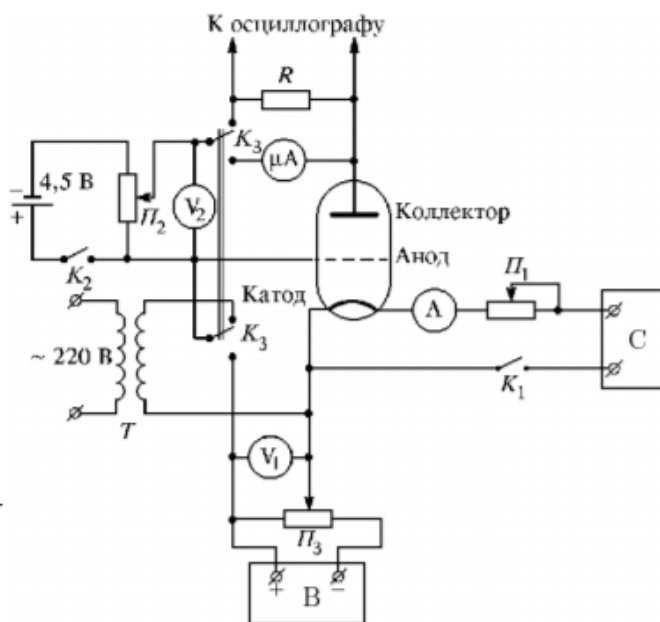 К осциллографу
R
K₃
μA
4,5 В
П₂
V₂
Коллектор
Анод
K₂
Катод
П₁
A
С
K₃
~ 220 В
K₁
T
V₁
П₃
+ В −